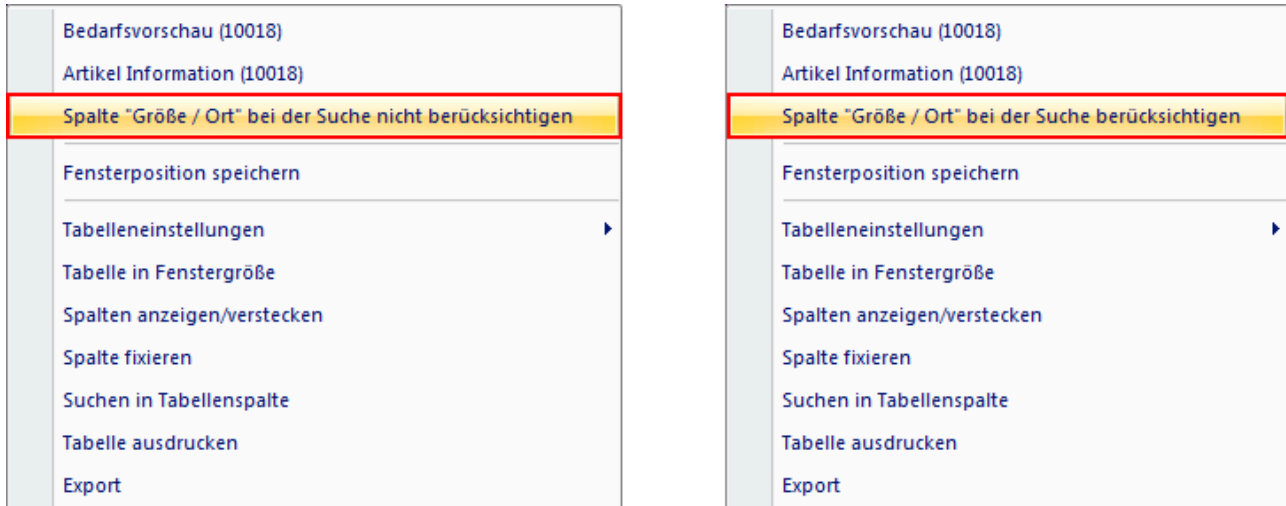 Bedarfsvorschau (10018)
Artikel Information (10018)
Spalte "Größe / Ort" bei der Suche nicht berücksichtigen
Fensterposition speichern
Tabelleneinstellungen
Tabelle in Fenstergröße
Spalten anzeigen/verstecken
Spalte fixieren
Suchen in Tabellenspalte
Tabelle ausdrucken
Export
Bedarfsvorschau (10018)
Artikel Information (10018)
Spalte "Größe / Ort" bei der Suche berücksichtigen
Fensterposition speichern
Tabelleneinstellungen
Tabelle in Fenstergröße
Spalten anzeigen/verstecken
Spalte fixieren
Suchen in Tabellenspalte
Tabelle ausdrucken
Export